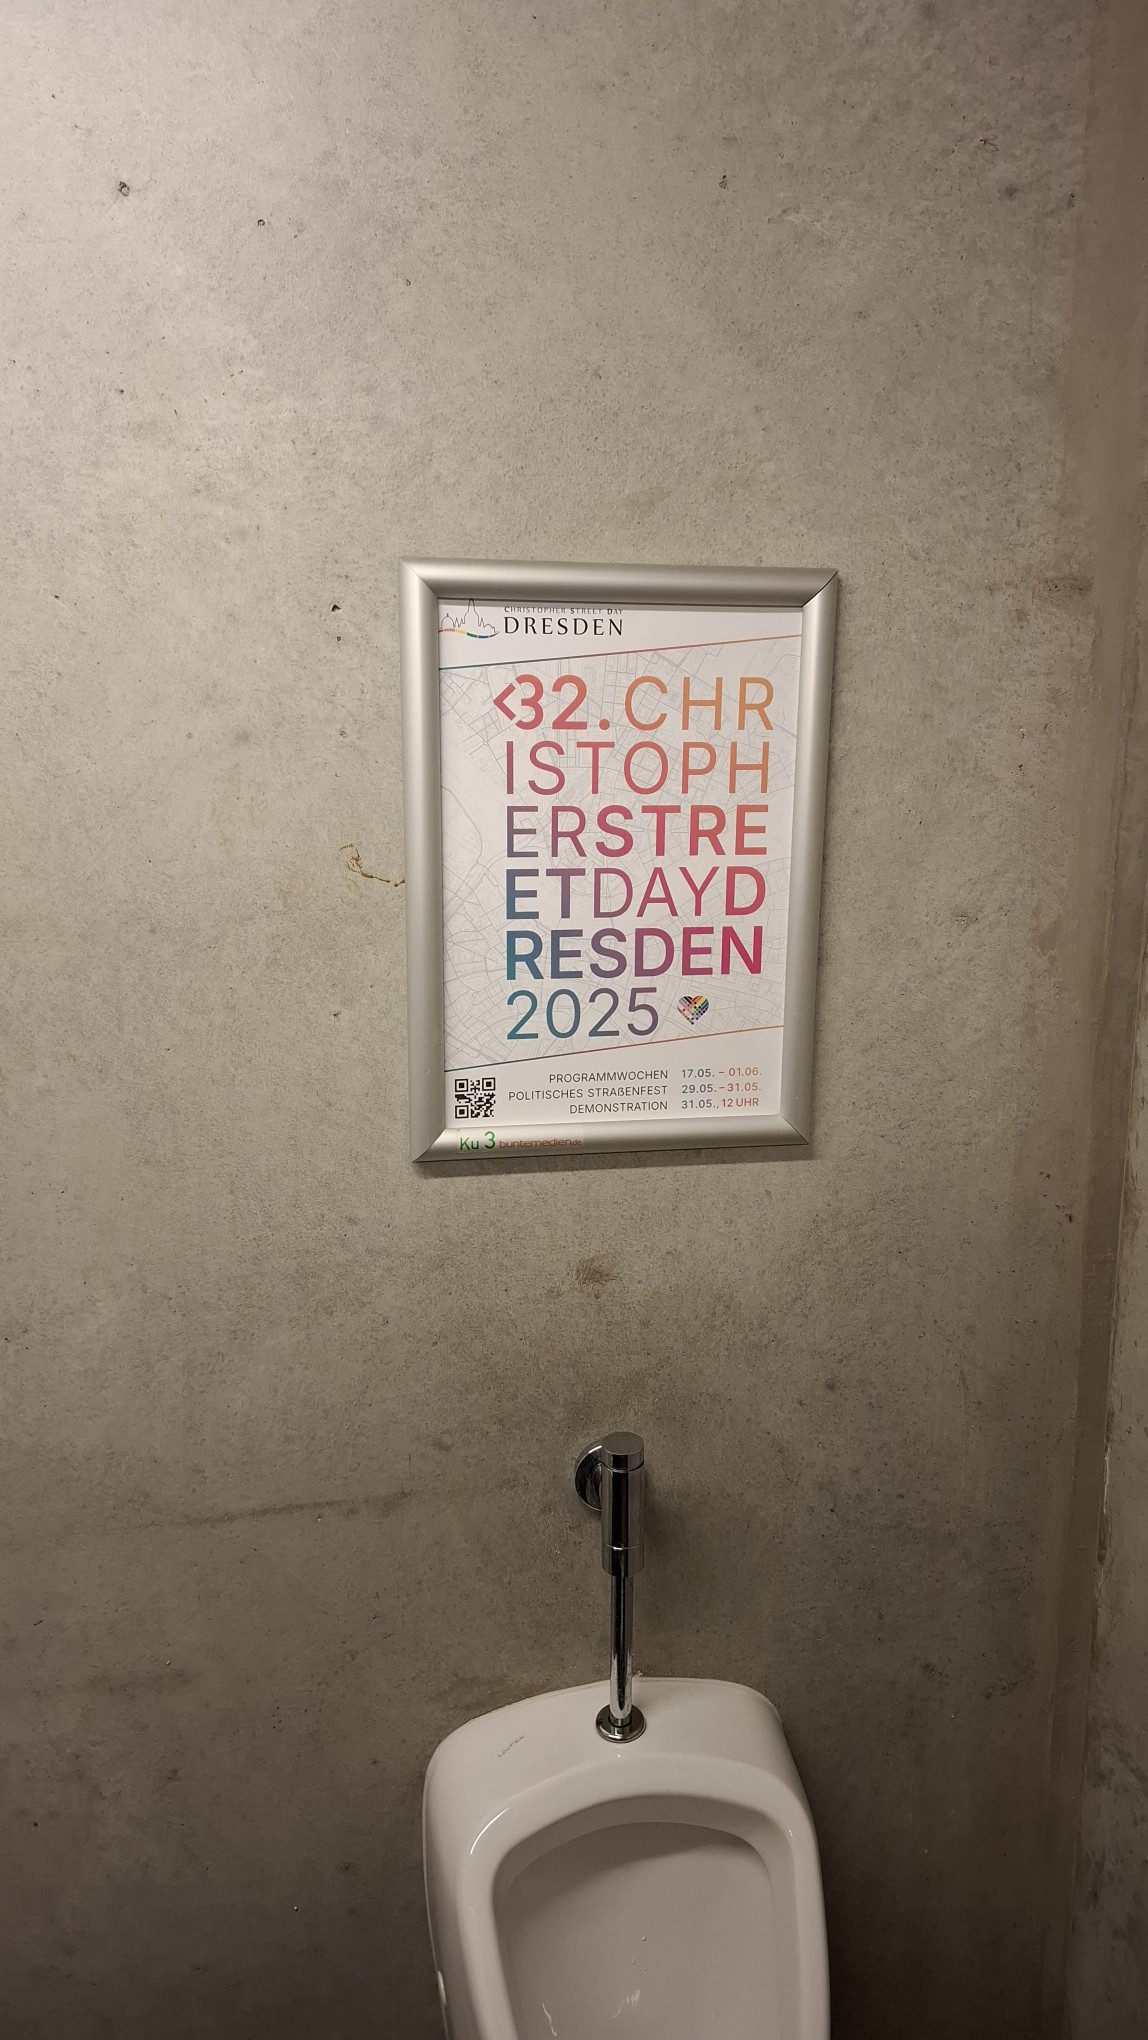 CHRISTOPHER STREET DAY
DRESDEN
<32. CHR
ISTOPH
ERSTRE
ETDAYD
RESDEN
2025
PROGRAMMWOCHEN 17.05. – 01.06.
POLITISCHES STRAßENFEST 29.05. – 31.05.
DEMONSTRATION 31.05., 12 UHR
Ku 3 buntemedien.de
LAUFEN